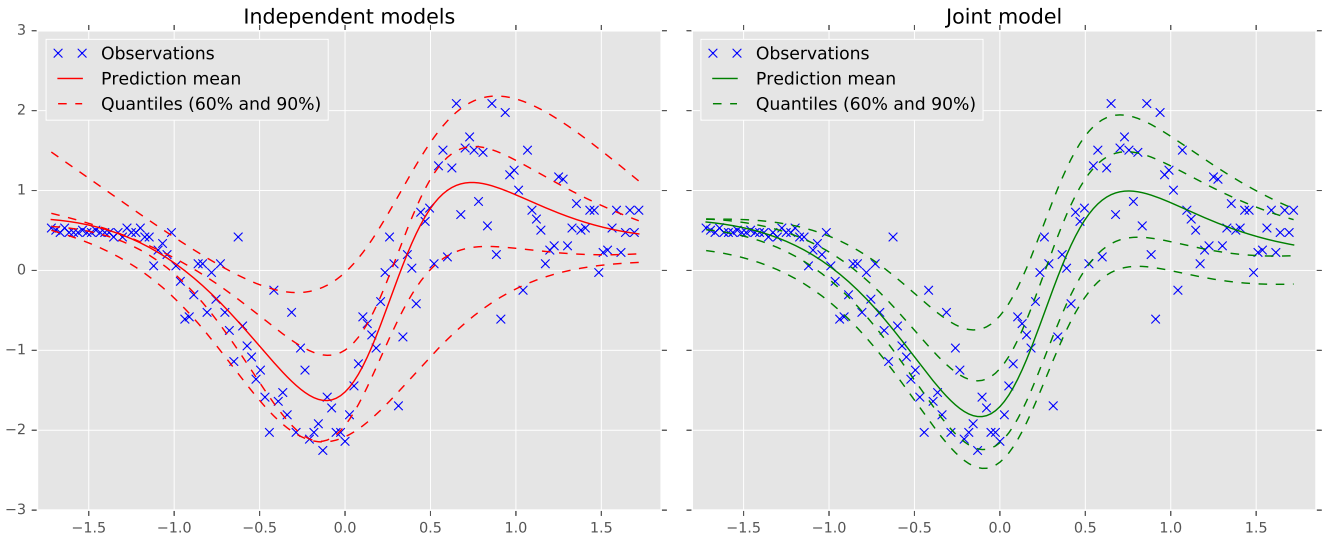 Independent models
Observations
Prediction mean
Quantiles (60% and 90%)
3
2
1
0
−1
−2
−3
−1.5 −1.0 −0.5 0.0 0.5 1.0 1.5
Joint model
Observations
Prediction mean
Quantiles (60% and 90%)
−1.5 −1.0 −0.5 0.0 0.5 1.0 1.5